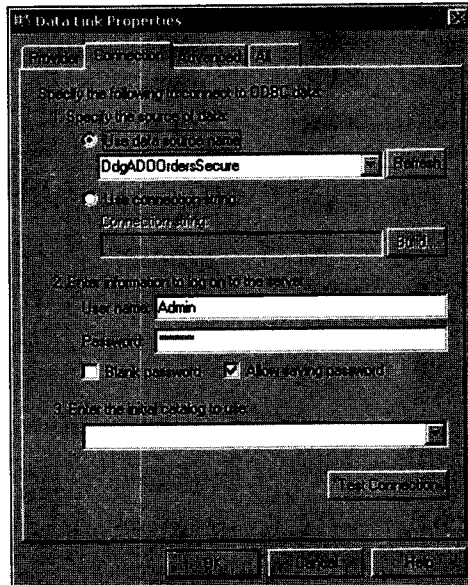 Data Link Properties
Provider Connection Advanced All
Specify the following to connect to ODBC data:
1. Specify the source of data:
Use data source name
DdgADOOrdersSecure Refresh
Use connection string
Connection string:
Build...
2. Enter information to log on to the server
User name: Admin
Password: ********
Blank password Allow saving password
3. Enter the initial catalog to use:
Test Connection
OK Cancel Help